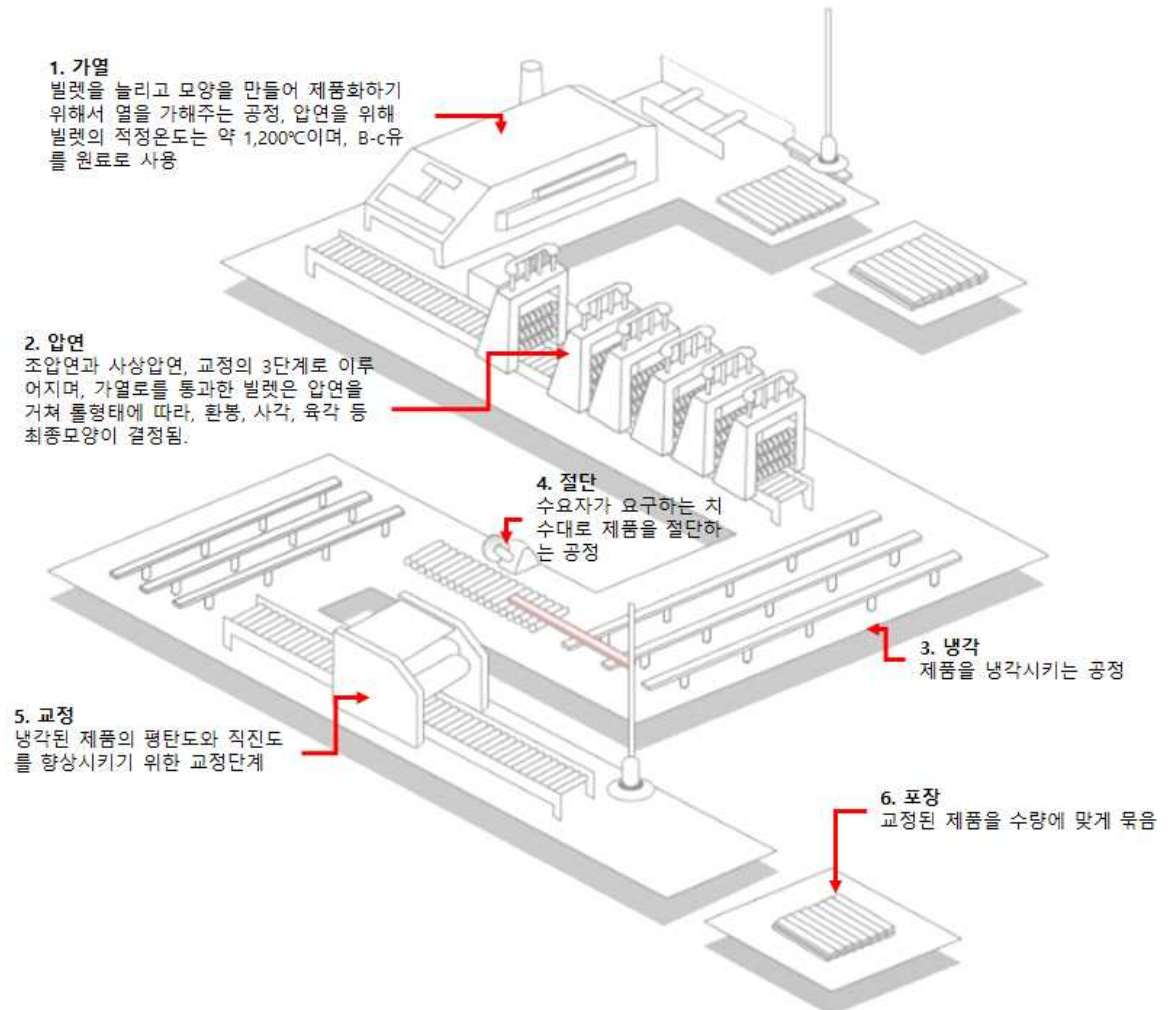 1. 가열
빌렛을 늘리고 모양을 만들어 제품화하기
위해서 열을 가해주는 공정, 압연을 위해
빌렛의 적정온도는 약 1,200℃이며, B-c유
를 원료로 사용
2. 압연
조압연과 사상압연, 교정의 3단계로 이루
어지며, 가열로를 통과한 빌렛은 압연을
거쳐 롤형태에 따라, 환봉, 사각, 육각 등
최종모양이 결정됨.
4. 절단
수요자가 요구하는 치
수대로 제품을 절단하
는 공정
3. 냉각
제품을 냉각시키는 공정
5. 교정
냉각된 제품의 평탄도와 직진도
를 향상시키기 위한 교정단계
6. 포장
교정된 제품을 수량에 맞게 묶음